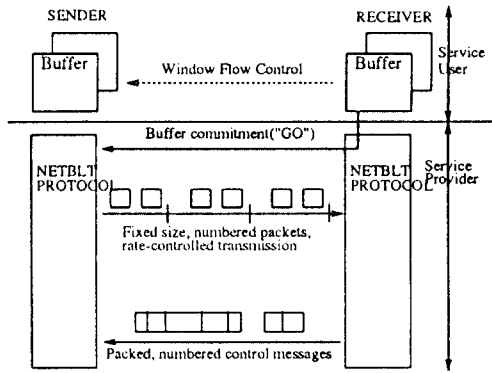 SENDER
RECEIVER
Buffer
Window Flow Control
Buffer
Service
User
Buffer commitment("GO")
NETBLT
PROTOCOL
NETBLT
PROTOCOL
Service
Provider
Fixed size, numbered packets,
rate-controlled transmission
Packed, numbered control messages